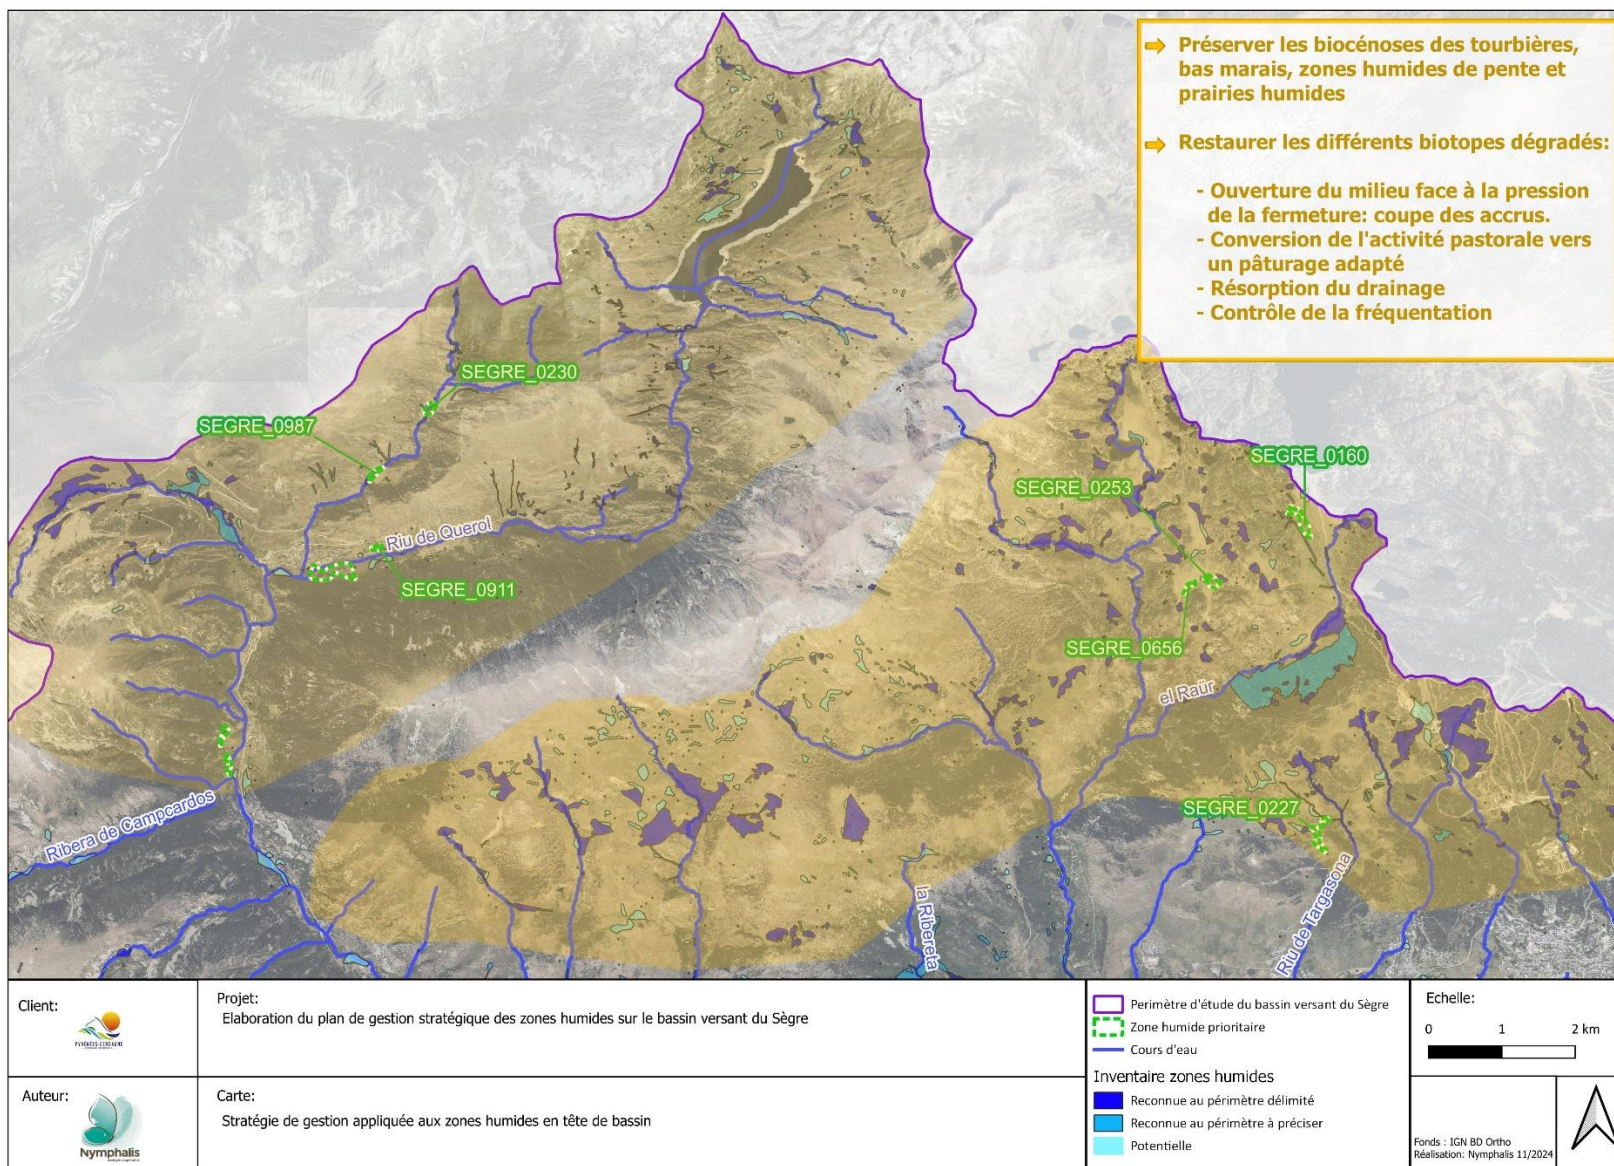 Préserver les biocénoses des tourbières,
bas marais, zones humides de pente et
prairies humides
Restaurer les différents biotopes dégradés:
- Ouverture du milieu face à la pression
de la fermeture: coupe des accrus.
- Conversion de l'activité pastorale vers
un pâturage adapté
- Résorption du drainage
- Contrôle de la fréquentation
SEGRE_0230
SEGRE_0987
SEGRE_0160
SEGRE_0253
Riu de Querol
SEGRE_0911
SEGRE_0656
el Raür
Ribera de Campcardos
SEGRE_0227
la Ribereta
Riu de Targasona
Client:
PYRÉNÉES-CERDAGNE
Projet:
Elaboration du plan de gestion stratégique des zones humides sur le bassin versant du Sègre
Auteur:
Nymphalis
Carte:
Stratégie de gestion appliquée aux zones humides en tête de bassin
Perimètre d'étude du bassin versant du Sègre
Zone humide prioritaire
Cours d'eau
Inventaire zones humides
Reconnue au périmètre délimité
Reconnue au périmètre à préciser
Potentielle
Echelle:
0 1 2 km
Fonds : IGN BD Ortho
Réalisation: Nymphalis 11/2024